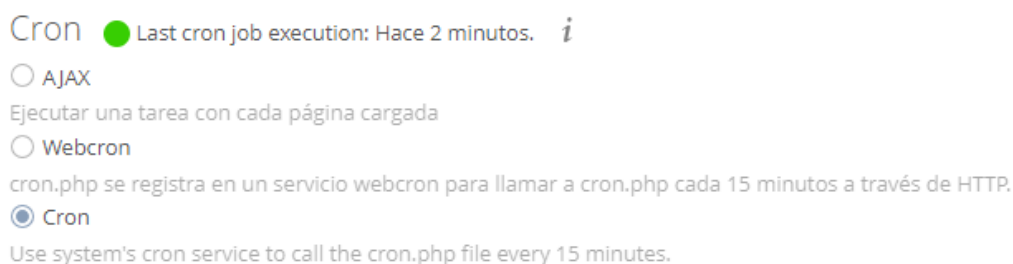 Cron Last cron job execution: Hace 2 minutos. i
AJAX
Ejecutar una tarea con cada página cargada
Webcron
cron.php se registra en un servicio webcron para llamar a cron.php cada 15 minutos a través de HTTP.
Cron
Use system's cron service to call the cron.php file every 15 minutes.